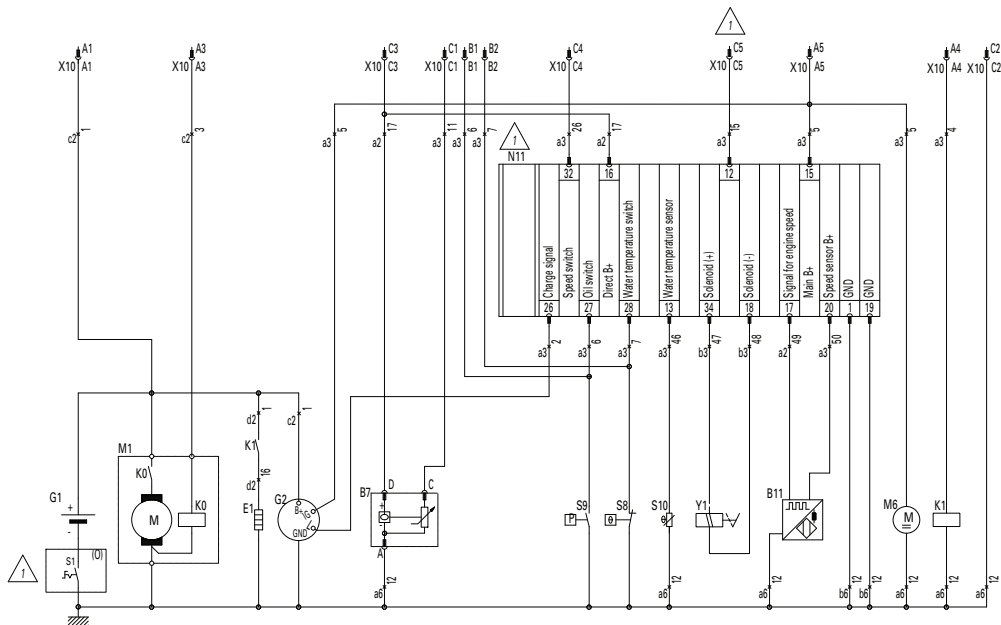 1
A1 A3 C3 C1 B1 B2 C4 C5 A5 A4 C2
X10 A1 X10 A3 X10 C3 X10 C1 B1 B2 X10 C4 X10 C5 X10 A5 X10 A4 X10 C2
c2 1
c2 3
a3 5
a2 17
a3 11
a3 6
a3 7
a3 26
a2 17
a3 15
a3 5
a3 5
a3 4
1
N11
32 16 12 15
Charge signal
Speed switch
Oil switch
Direct B+
Water temperature switch
Water temperature sensor
Solenoid (+)
Solenoid (-)
Signal for engine speed
Main B+
Speed sensor B+
GND
GND
26 27 28 13 34 18 17 20 1 19
a3 2
a3 6
a3 7
a3 46
b3 47
b3 48
a2 49
a3 50
d2 1
c2 1
K1
d2 16
M1
K0
K0
M
G1
+
-
S1
(O)
1
E1
G2
B+
IG
L
GND
B7
D
C
+
-
A
S9
P
S8
θ
S10
θ
Y1
B11
M6
M
K1
a6 12
a6 12
a6 12
b6 12
b6 12
a6 12
a6 12
a6 12